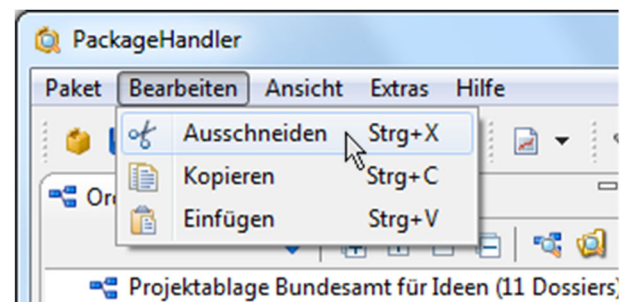 PackageHandler
Paket Bearbeiten Ansicht Extras Hilfe
Ausschneiden Strg+X
Kopieren Strg+C
Einfügen Strg+V
Projektablage Bundesamt für Ideen (11 Dossiers)